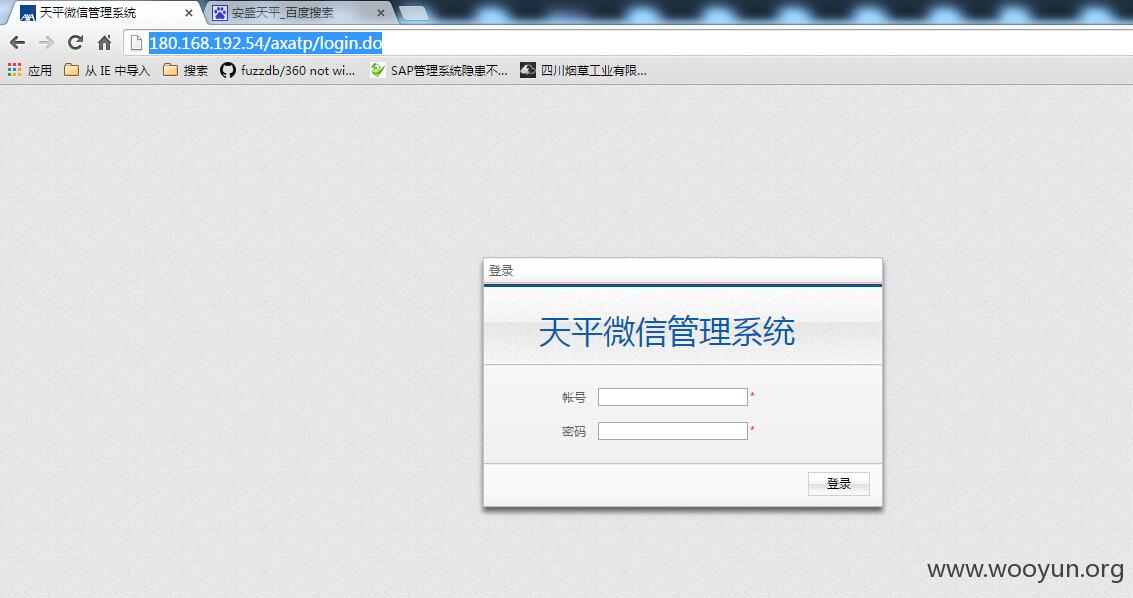 天平微信管理系统
安盛天平_百度搜索
180.168.192.54/axatp/login.do
应用 从 IE 中导入 搜索 fuzzdb/360 not wi... SAP管理系统隐患不... 四川烟草工业有限...
登录
天平微信管理系统
帐号 *
密码 *
登录
www.wooyun.org